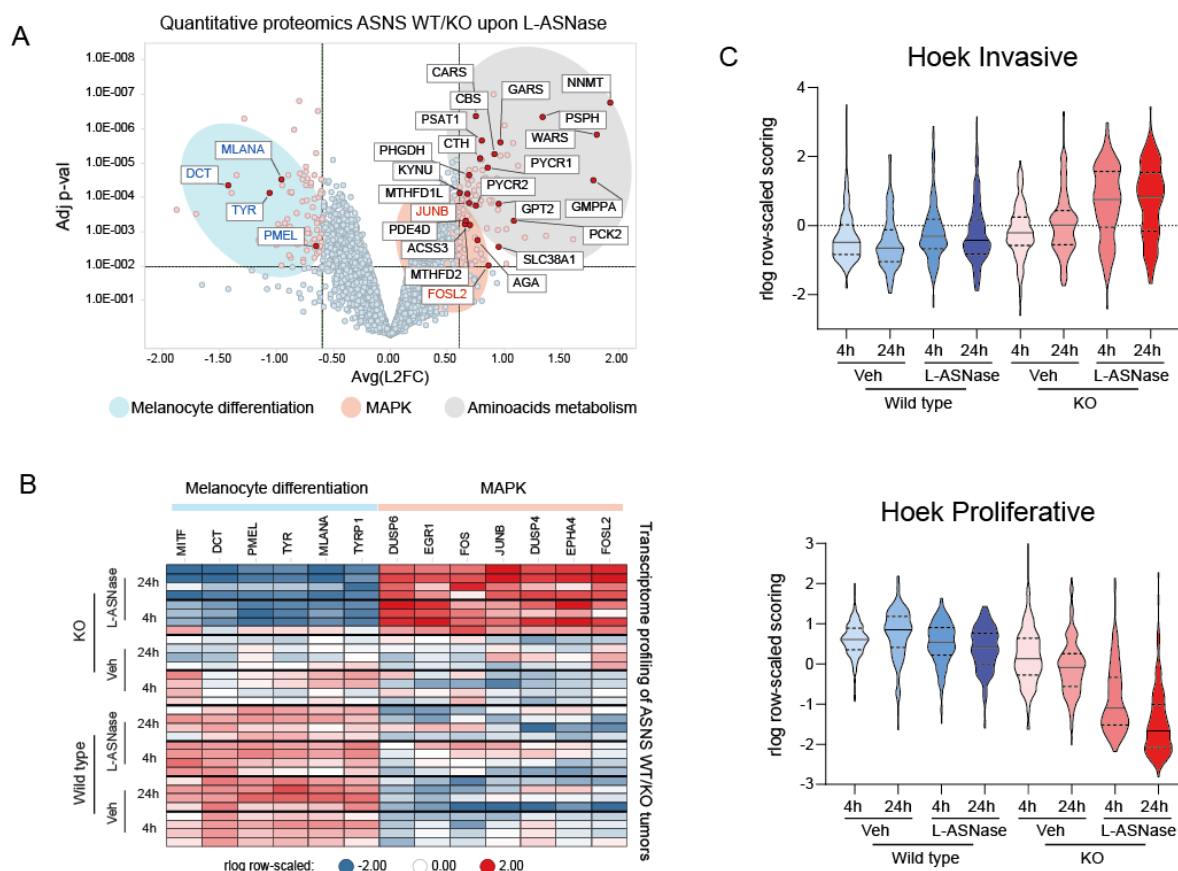 A
Quantitative proteomics ASNS WT/KO upon L-ASNase
Adj p-val
1.0E-008
1.0E-007
1.0E-006
1.0E-005
1.0E-004
1.0E-003
1.0E-002
1.0E-001
CARS
NNMT
CBS
GARS
PSAT1
PSPH
CTH
WARS
MLANA
PHGDH
PYCR1
DCT
KYNU
PYCR2
TYR
MTHFD1L
GMPPA
JUNB
GPT2
PMEL
PDE4D
PCK2
ACSS3
SLC38A1
MTHFD2
AGA
FOSL2
-2.00 -1.50 -1.00 -0.50 0.00 0.50 1.00 1.50 2.00
Avg(L2FC)
Melanocyte differentiation MAPK Aminoacids metabolism
B
Melanocyte differentiation MAPK
MITF DCT PMEL TYR MLANA TYRP1 DUSP6 EGR1 FOS JUNB DUSP4 EPHA4 FOSL2
KO
L-ASNase
24h
4h
Veh
24h
4h
Wild type
L-ASNase
24h
4h
Veh
24h
4h
Transcriptome profiling of ASNS WT/KO tumors
rlog row-scaled: -2.00 0.00 2.00
C
Hoek Invasive
rlog row-scaled scoring
4
2
0
-2
4h 24h 4h 24h 4h 24h 4h 24h
Veh L-ASNase Veh L-ASNase
Wild type KO
Hoek Proliferative
rlog row-scaled scoring
3
2
1
0
-1
-2
-3
4h 24h 4h 24h 4h 24h 4h 24h
Veh L-ASNase Veh L-ASNase
Wild type KO